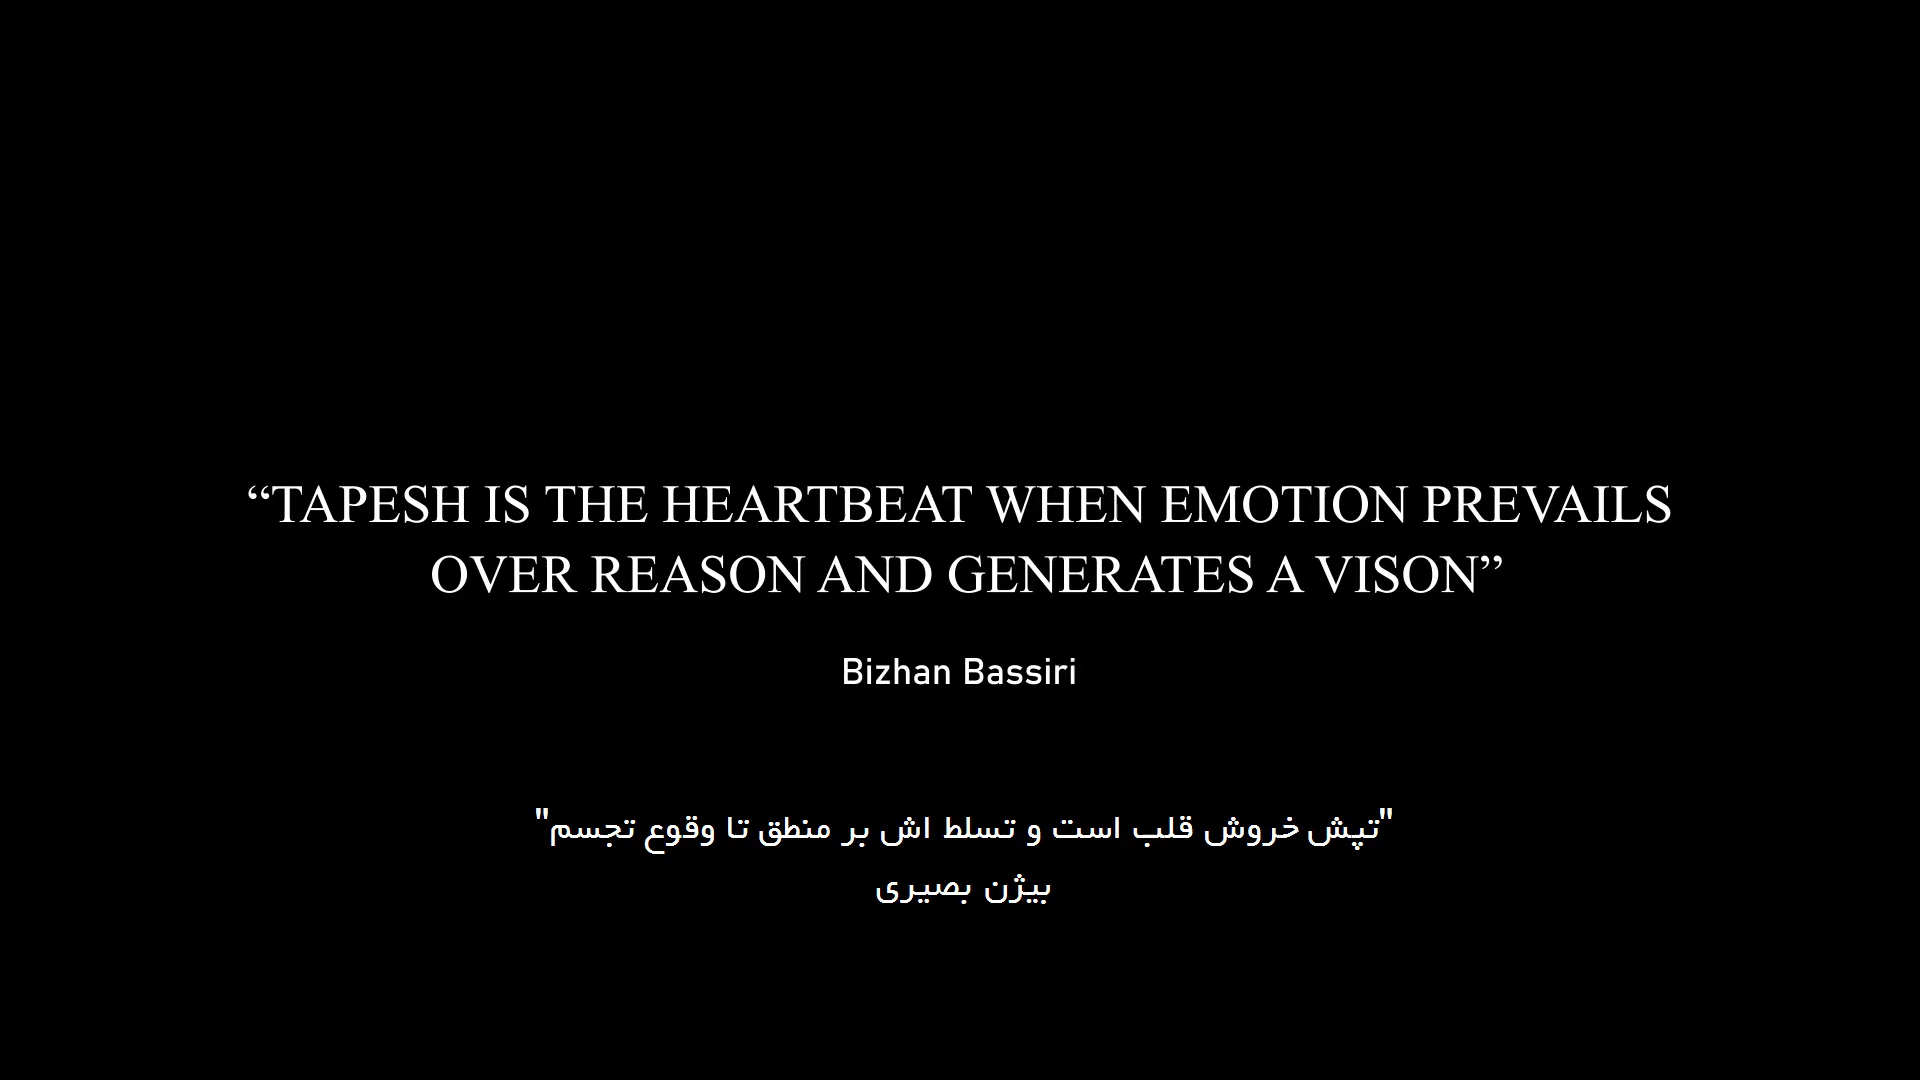 “TAPESH IS THE HEARTBEAT WHEN EMOTION PREVAILS
OVER REASON AND GENERATES A VISON”
Bizhan Bassiri
"تپش خروش قلب است و تسلط اش بر منطق تا وقوع تجسم"
بیژن بصیری